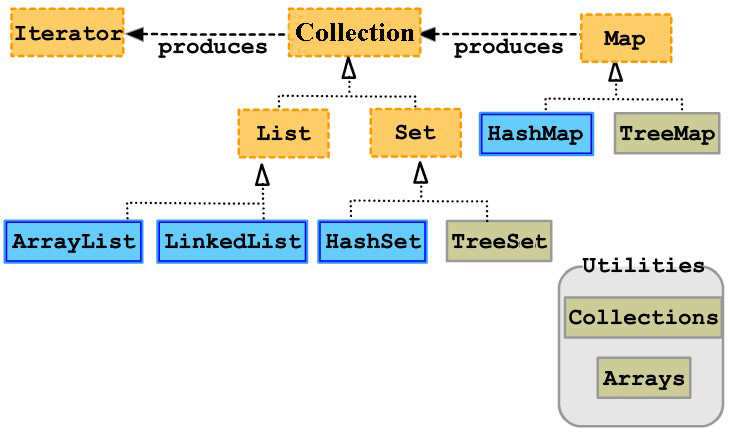 Iterator
produces
Collection
produces
Map
List
Set
HashMap
TreeMap
ArrayList
LinkedList
HashSet
TreeSet
Utilities
Collections
Arrays